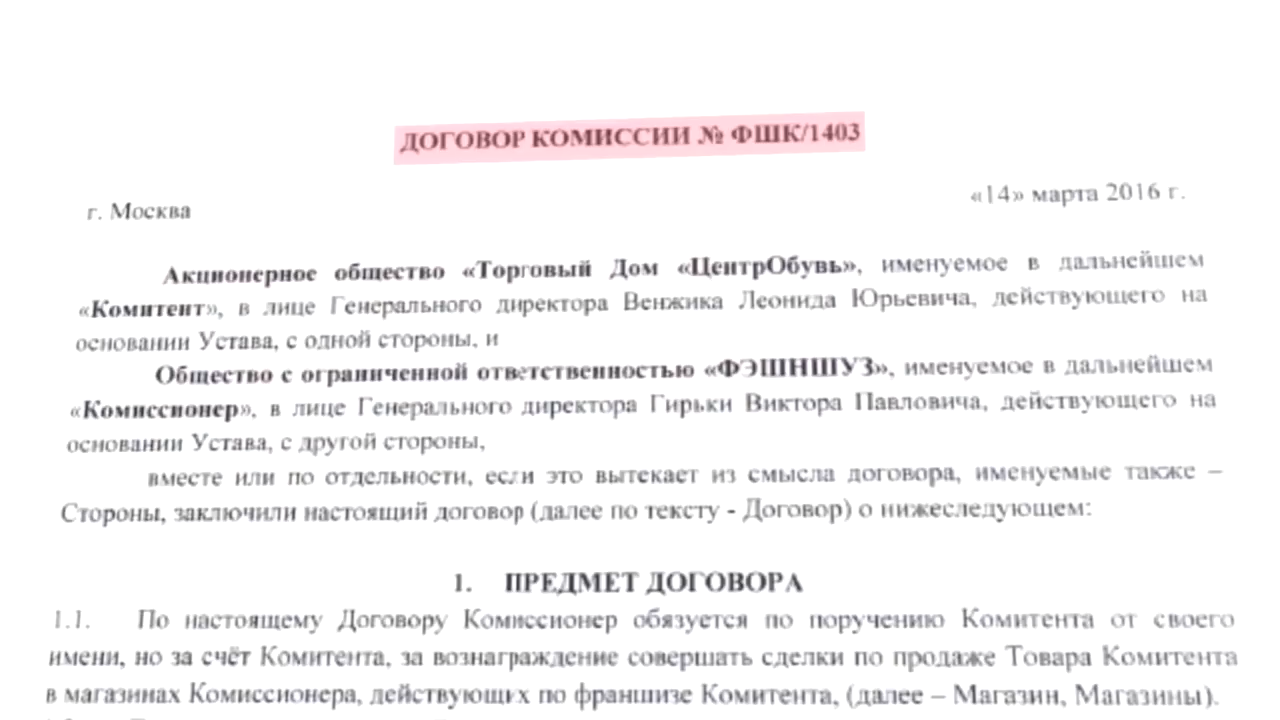 ДОГОВОР КОМИССИИ № ФШК/1403
г. Москва
«14» марта 2016 г.
Акционерное общество «Торговый Дом «ЦентрОбувь», именуемое в дальнейшем
«Комитент», в лице Генерального директора Венжика Леонида Юрьевича, действующего на
основании Устава, с одной стороны, и
Общество с ограниченной ответственностью «ФЭШНШУЗ», именуемое в дальнейшем
«Комиссионер», в лице Генерального директора Гирьки Виктора Павловича, действующего на
основании Устава, с другой стороны,
вместе или по отдельности, если это вытекает из смысла договора, именуемые также –
Стороны, заключили настоящий договор (далее по тексту - Договор) о нижеследующем:
1. ПРЕДМЕТ ДОГОВОРА
1.1. По настоящему Договору Комиссионер обязуется по поручению Комитента от своего
имени, но за счёт Комитента, за вознаграждение совершать сделки по продаже Товара Комитента
в магазинах Комиссионера, действующих по франшизе Комитента, (далее – Магазин, Магазины).